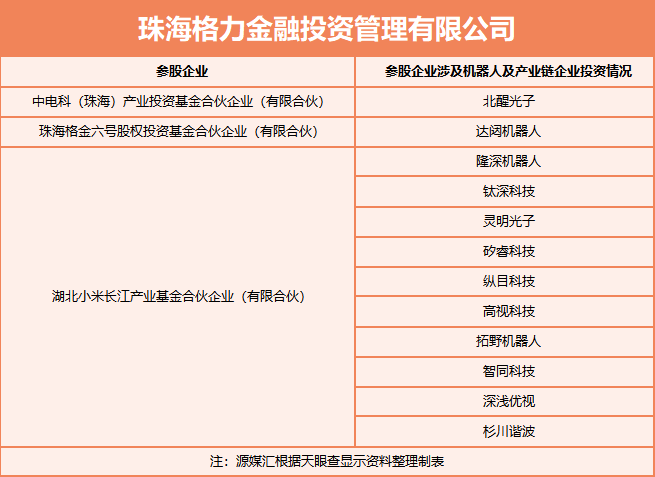 珠海格力金融投资管理有限公司
参股企业
参股企业涉及机器人及产业链企业投资情况
中电科（珠海）产业投资基金合伙企业（有限合伙）
北醒光子
珠海格金六号股权投资基金合伙企业（有限合伙）
达闼机器人
湖北小米长江产业基金合伙企业（有限合伙）
隆深机器人
钛深科技
灵明光子
矽睿科技
纵目科技
高视科技
拓野机器人
智同科技
深浅优视
杉川谐波
注：源媒汇根据天眼查显示资料整理制表